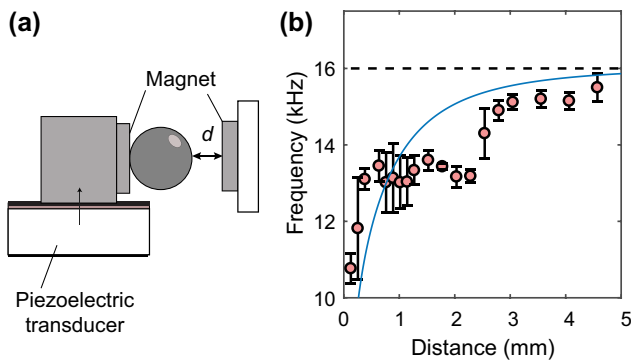 (a)
Magnet
d
Piezoelectric
transducer
(b)
Frequency (kHz)
16
14
12
10
0
1
2
3
4
5
Distance (mm)